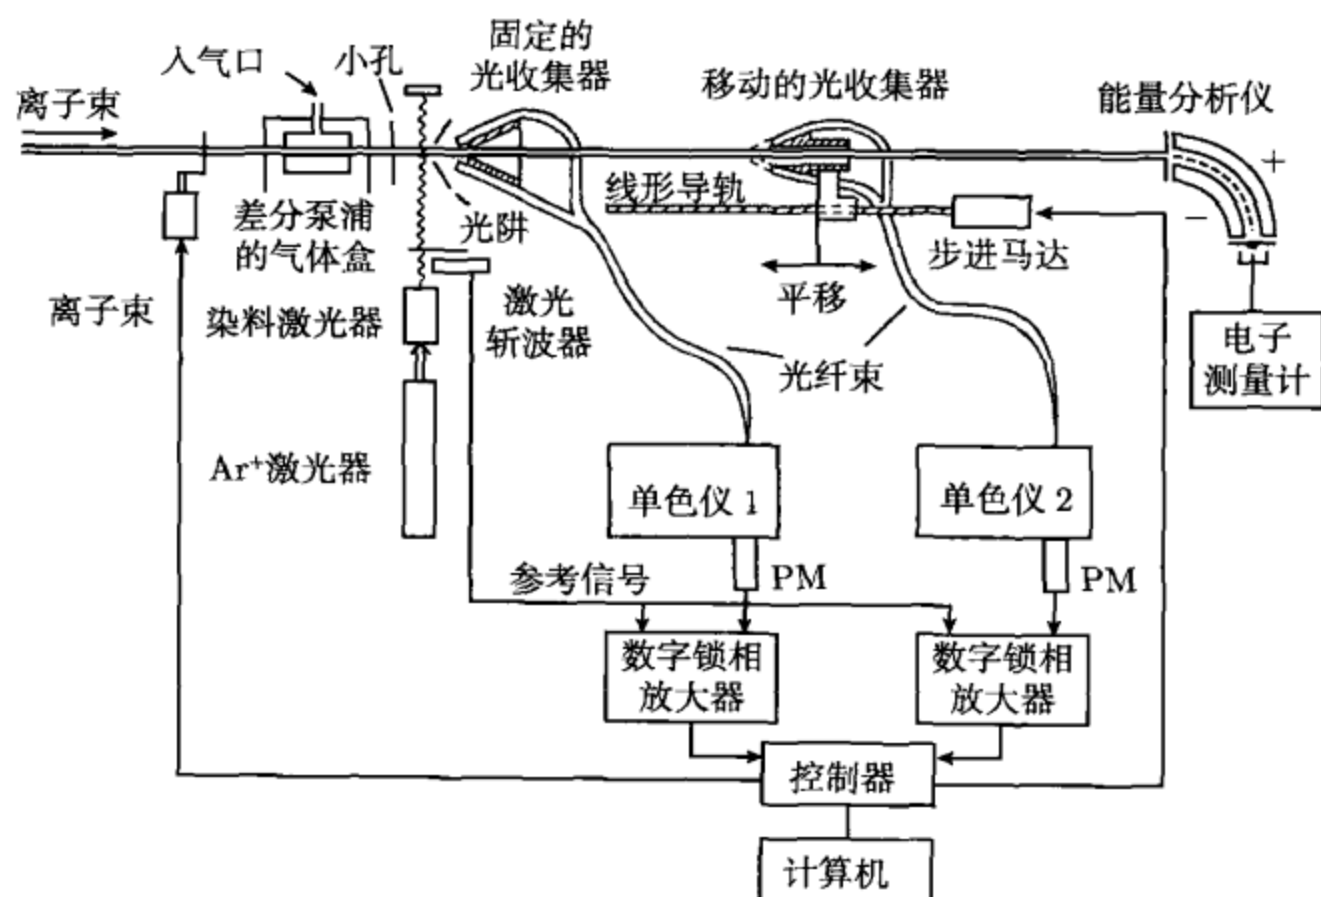 固定的
光收集器
入气口
小孔
移动的光收集器
能量分析仪
离子束
+
线形导轨
−
差分泵浦
的气体盒
光阱
步进马达
平移
离子束
染料激光器
激光
斩波器
光纤束
电子
测量计
Ar⁺激光器
单色仪 1
单色仪 2
参考信号
PM
PM
数字锁相
放大器
数字锁相
放大器
控制器
计算机